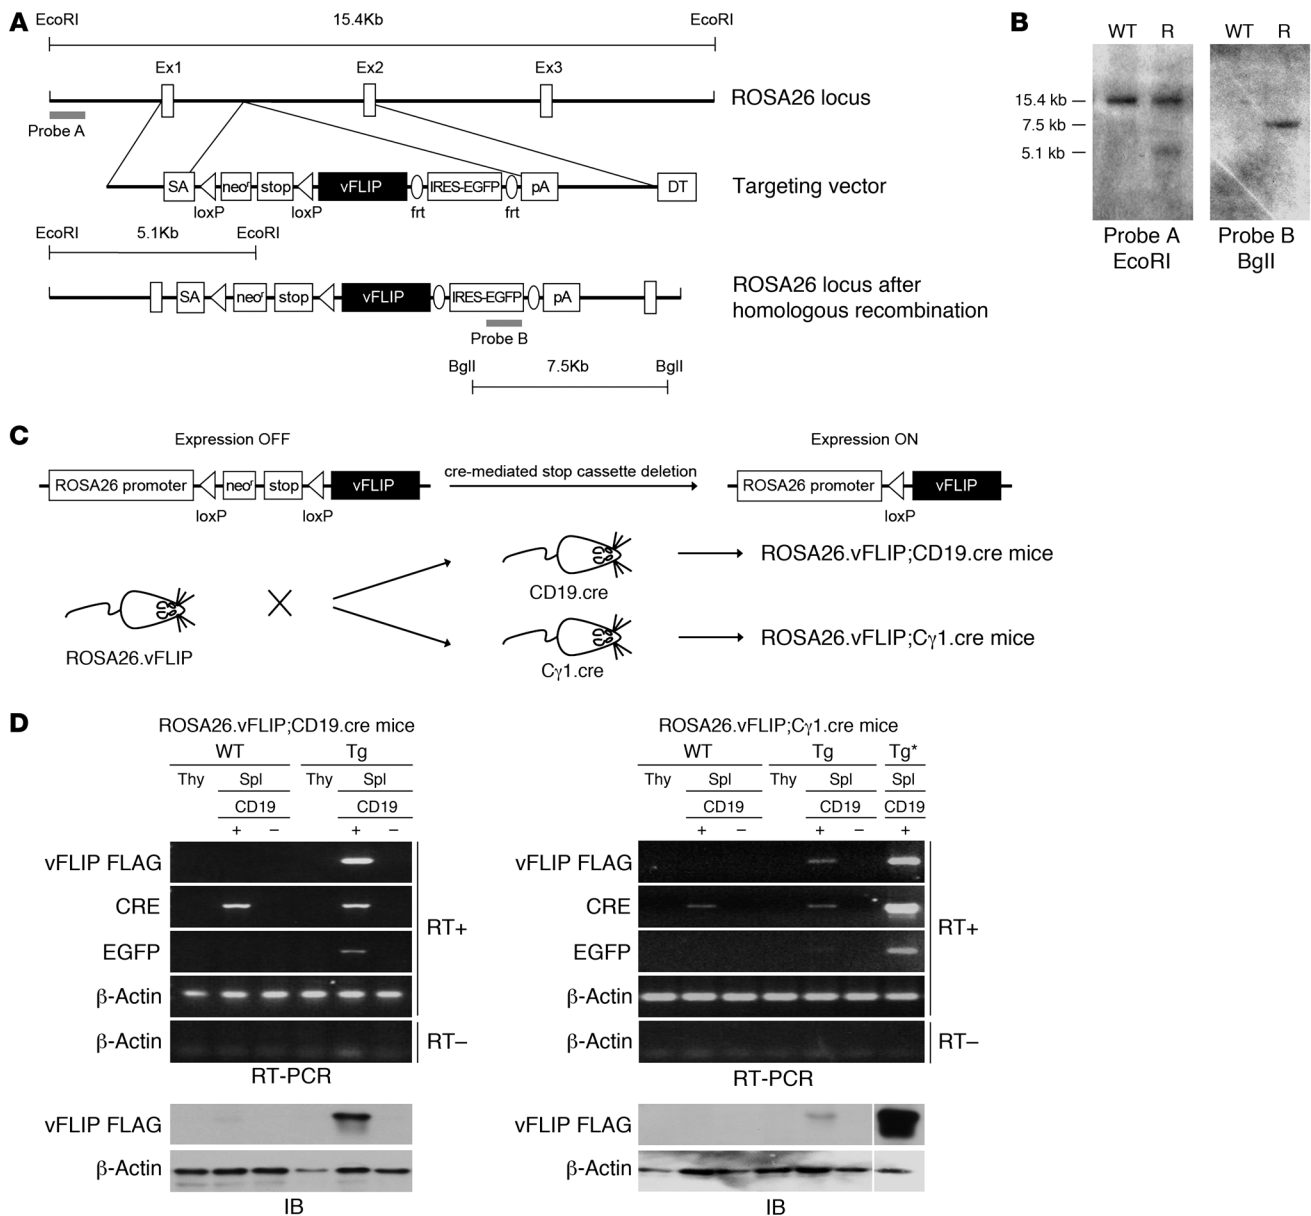 A
EcoRI 15.4Kb EcoRI
Ex1 Ex2 Ex3
ROSA26 locus
Probe A
SA neoʳ stop vFLIP IRES-EGFP pA DT
Targeting vector
loxP loxP frt frt
EcoRI 5.1Kb EcoRI
SA neoʳ stop vFLIP IRES-EGFP pA
ROSA26 locus after
homologous recombination
Probe B
BglI 7.5Kb BglI
B
WT R WT R
15.4 kb
7.5 kb
5.1 kb
Probe A Probe B
EcoRI BglI
C
Expression OFF Expression ON
ROSA26 promoter neoʳ stop vFLIP
cre-mediated stop cassette deletion
ROSA26 promoter vFLIP
loxP loxP loxP
ROSA26.vFLIP
CD19.cre
ROSA26.vFLIP;CD19.cre mice
Cγ1.cre
ROSA26.vFLIP;Cγ1.cre mice
D
ROSA26.vFLIP;CD19.cre mice
WT Tg
Thy Spl Thy Spl
CD19 CD19
+ − + −
vFLIP FLAG
CRE
EGFP
β-Actin
RT+
β-Actin
RT−
RT-PCR
vFLIP FLAG
β-Actin
IB
ROSA26.vFLIP;Cγ1.cre mice
WT Tg Tg*
Thy Spl Thy Spl Spl
CD19 CD19 CD19
+ − + − +
vFLIP FLAG
CRE
EGFP
β-Actin
RT+
β-Actin
RT−
RT-PCR
vFLIP FLAG
β-Actin
IB